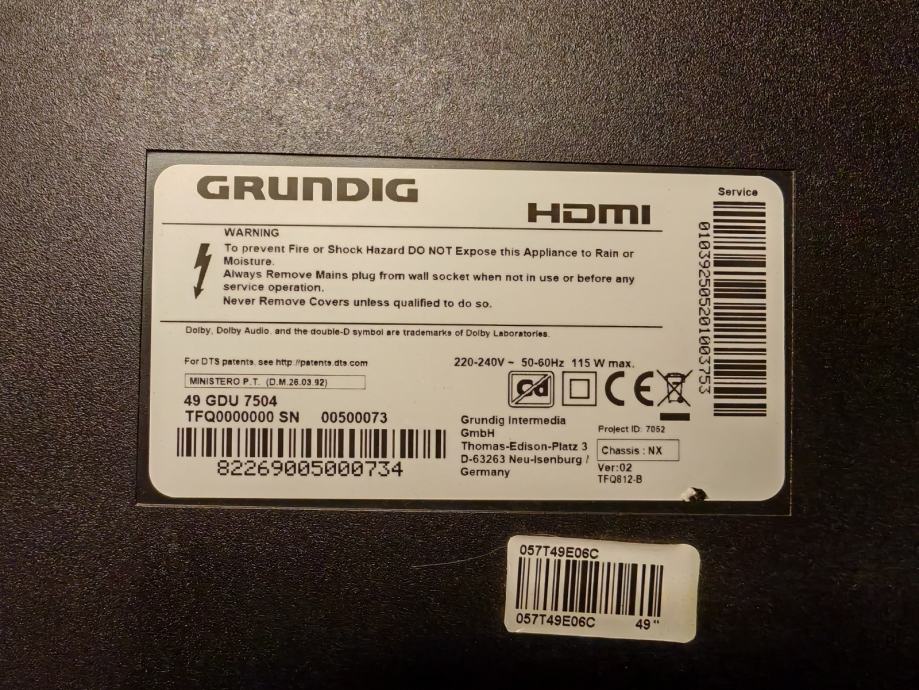 GRUNDIG
HDMI
Service
WARNING
To prevent Fire or Shock Hazard DO NOT Expose this Appliance to Rain or
Moisture.
Always Remove Mains plug from wall socket when not in use or before any
service operation.
Never Remove Covers unless qualified to do so.
010392505201003753
Dolby, Dolby Audio, and the double-D symbol are trademarks of Dolby Laboratories.
For DTS patents, see http://patents.dts.com
220-240V ~ 50-60Hz 115 W max.
MINISTERO P.T. (D.M.26.03.92)
Cd
CE
49 GDU 7504
TFQ0000000 SN 00500073
82269005000734
Grundig Intermedia
GmbH
Thomas-Edison-Platz 3
D-63263 Neu-Isenburg /
Germany
Project ID: 7052
Chassis : NX
Ver:02
TFQ812-B
057T49E06C
057T49E06C 49"